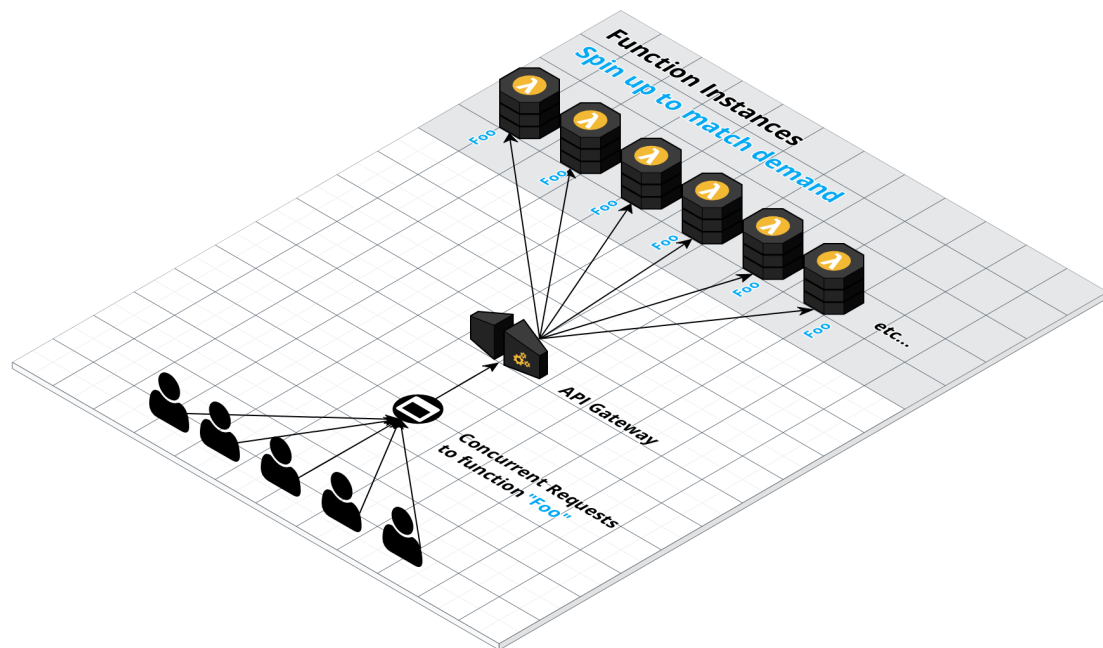 Function Instances
Spin up to match demand
Foo
Foo
Foo
Foo
Foo
Foo
etc...
API Gateway
Concurrent Requests
to function "Foo"